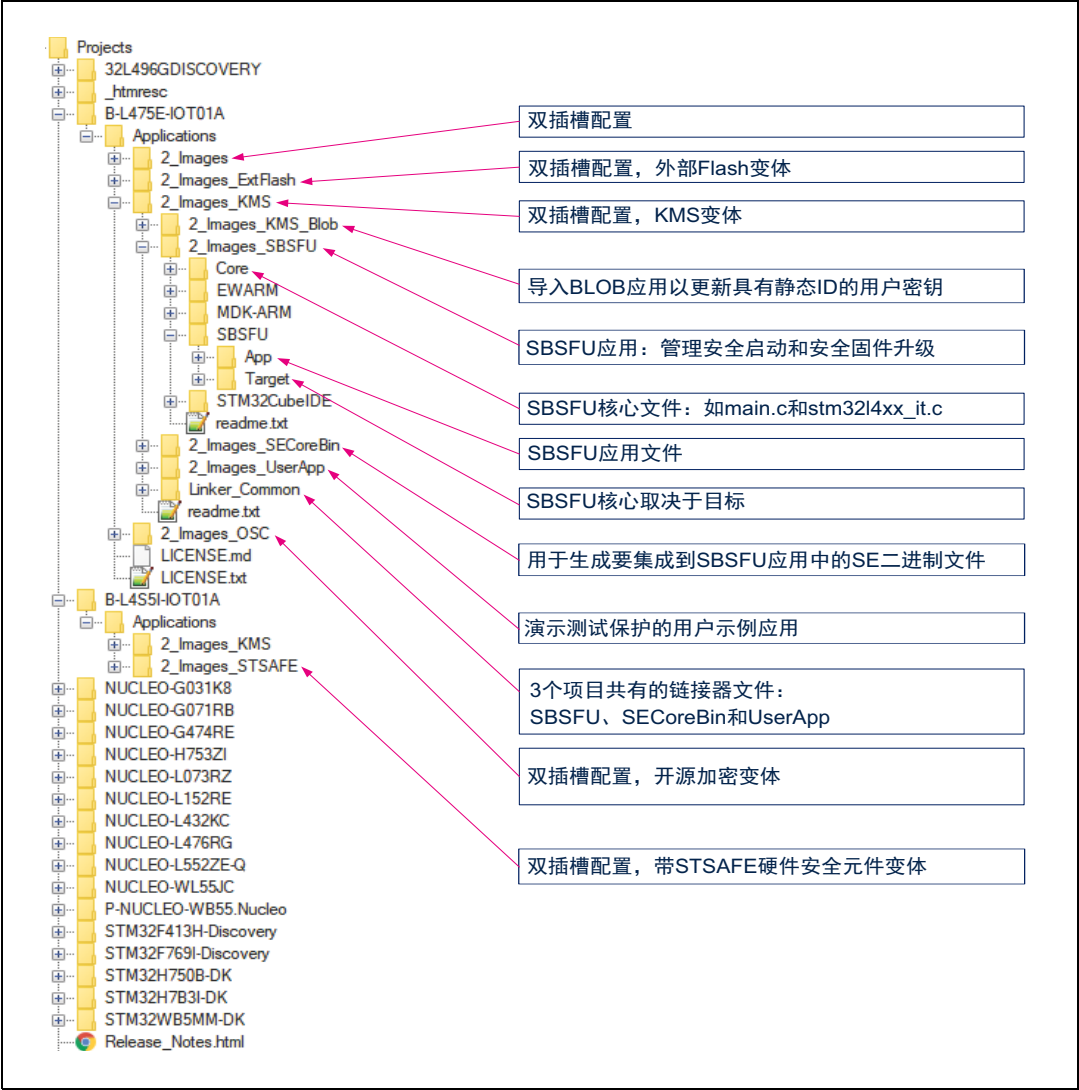 Projects
32L496GDISCOVERY
_htmresc
B-L475E-IOT01A
Applications
2_Images
2_Images_ExtFlash
2_Images_KMS
2_Images_KMS_Blob
2_Images_SBSFU
Core
EWARM
MDK-ARM
SBSFU
App
Target
STM32CubeIDE
readme.txt
2_Images_SECoreBin
2_Images_UserApp
Linker_Common
readme.txt
2_Images_OSC
LICENSE.md
LICENSE.txt
B-L4S5I-IOT01A
Applications
2_Images_KMS
2_Images_STSAFE
NUCLEO-G031K8
NUCLEO-G071RB
NUCLEO-G474RE
NUCLEO-H753ZI
NUCLEO-L073RZ
NUCLEO-L152RE
NUCLEO-L432KC
NUCLEO-L476RG
NUCLEO-L552ZE-Q
NUCLEO-WL55JC
P-NUCLEO-WB55.Nucleo
STM32F413H-Discovery
STM32F769I-Discovery
STM32H750B-DK
STM32H7B3I-DK
STM32WB5MM-DK
Release_Notes.html
双插槽配置
双插槽配置，外部Flash变体
双插槽配置，KMS变体
导入BLOB应用以更新具有静态ID的用户密钥
SBSFU应用：管理安全启动和安全固件升级
SBSFU核心文件：如main.c和stm32l4xx_it.c
SBSFU应用文件
SBSFU核心取决于目标
用于生成要集成到SBSFU应用中的SE二进制文件
演示测试保护的用户示例应用
3个项目共有的链接器文件：
SBSFU、SECoreBin和UserApp
双插槽配置，开源加密变体
双插槽配置，带STSAFE硬件安全元件变体